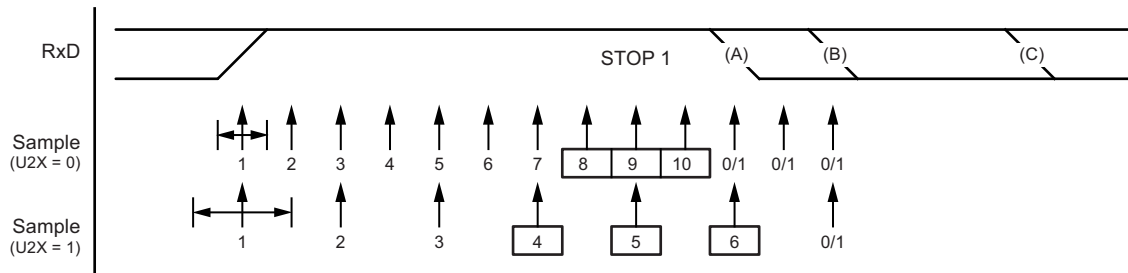 RxD
STOP 1
(A)
(B)
(C)
Sample
(U2X = 0)
1 2 3 4 5 6 7 8 9 10 0/1 0/1 0/1
Sample
(U2X = 1)
1 2 3 4 5 6 0/1